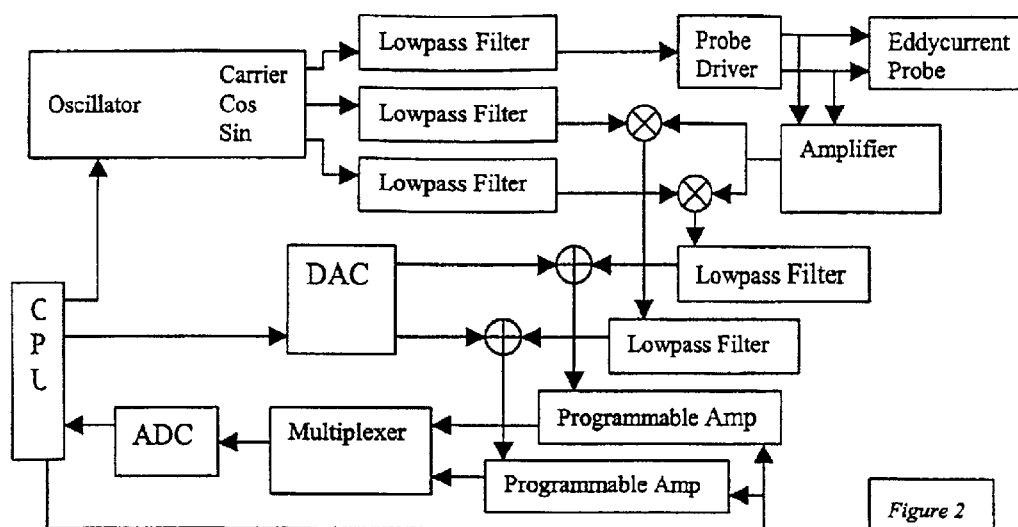 Lowpass Filter
Probe
Driver
Eddycurrent
Probe
Carrier
Oscillator Cos
Sin
Lowpass Filter
Lowpass Filter
Amplifier
DAC
Lowpass Filter
C
P
U
Lowpass Filter
Programmable Amp
ADC
Multiplexer
Programmable Amp
Figure 2